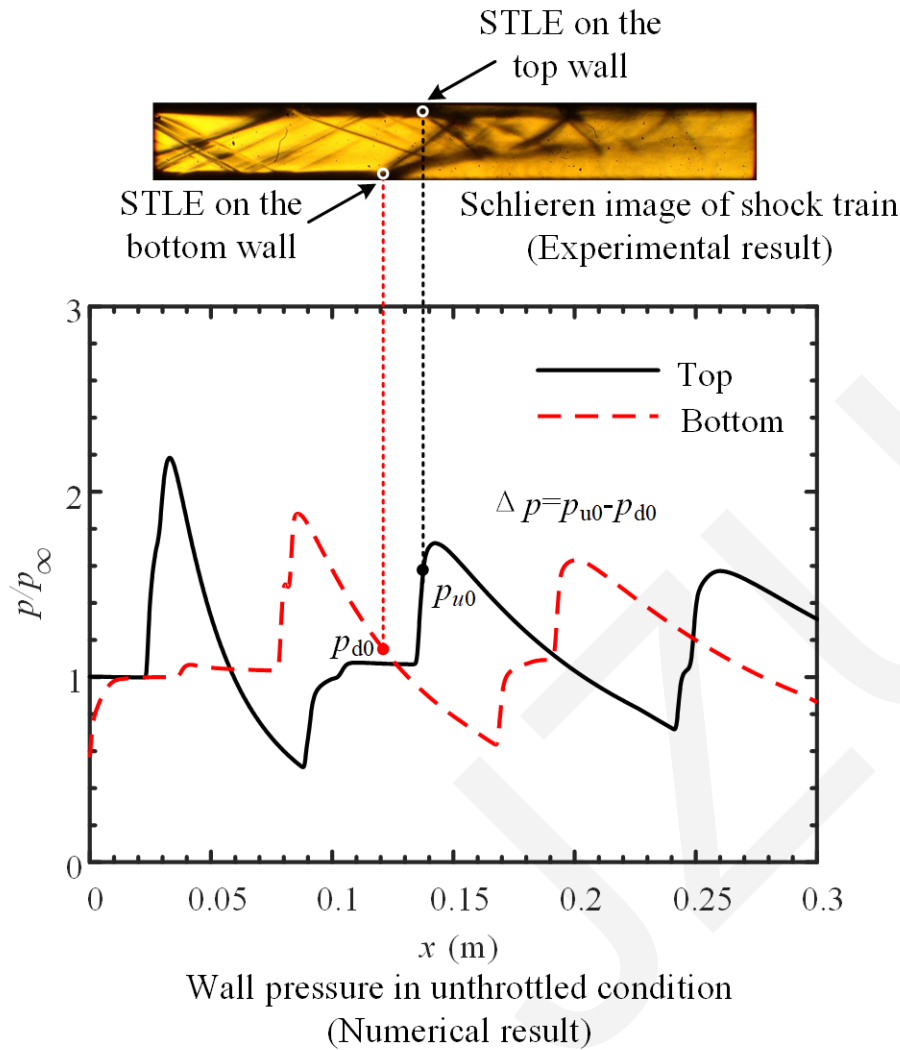 STLE on the
top wall
STLE on the
bottom wall
Schlieren image of shock train
(Experimental result)
3
2
1
0
p/p∞
Top
Bottom
Δp=pu0-pd0
pu0
pd0
0 0.05 0.1 0.15 0.2 0.25 0.3
x (m)
Wall pressure in unthrottled condition
(Numerical result)
JZU